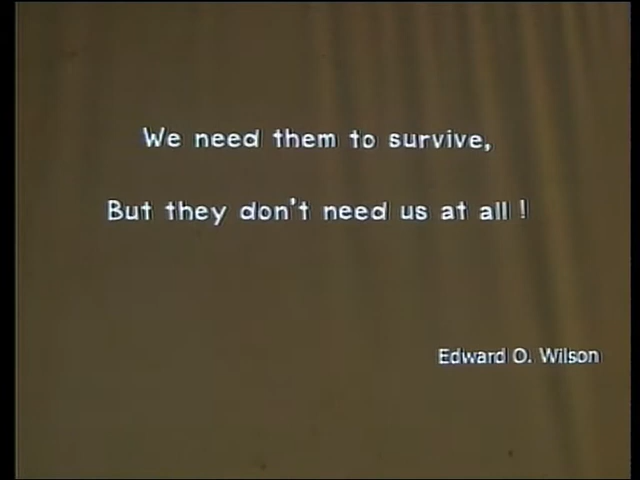 We need them to survive,
But they don't need us at all !
Edward O. Wilson